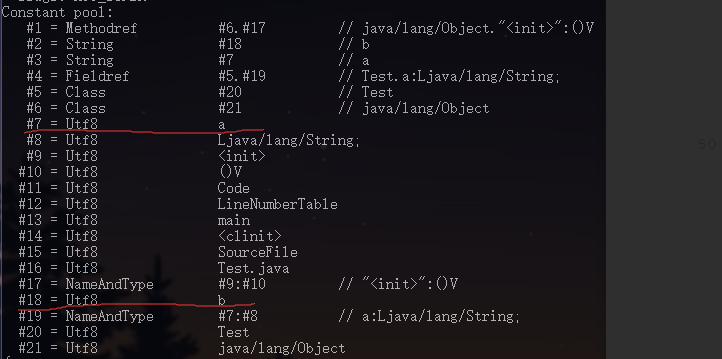 Constant pool:
#1 = Methodref #6.#17 // java/lang/Object."<init>":()V
#2 = String #18 // b
#3 = String #7 // a
#4 = Fieldref #5.#19 // Test.a:Ljava/lang/String;
#5 = Class #20 // Test
#6 = Class #21 // java/lang/Object
#7 = Utf8 a
#8 = Utf8 Ljava/lang/String;
#9 = Utf8 <init>
#10 = Utf8 ()V
#11 = Utf8 Code
#12 = Utf8 LineNumberTable
#13 = Utf8 main
#14 = Utf8 <clinit>
#15 = Utf8 SourceFile
#16 = Utf8 Test.java
#17 = NameAndType #9:#10 // "<init>":()V
#18 = Utf8 b
#19 = NameAndType #7:#8 // a:Ljava/lang/String;
#20 = Utf8 Test
#21 = Utf8 java/lang/Object